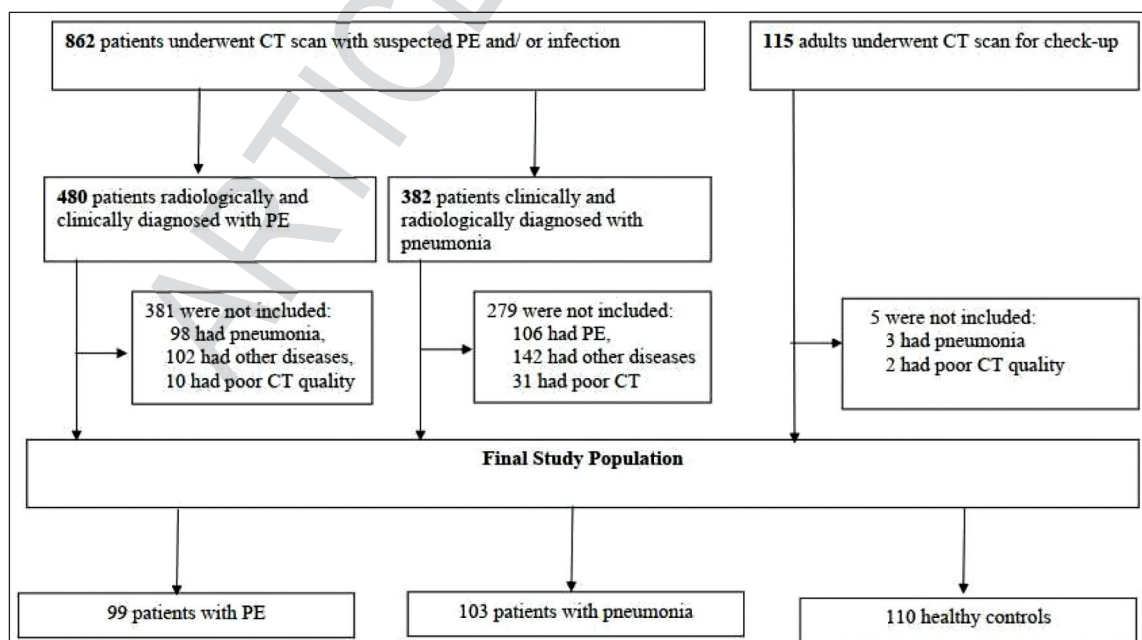 862 patients underwent CT scan with suspected PE and/ or infection
115 adults underwent CT scan for check-up
480 patients radiologically and
clinically diagnosed with PE
382 patients clinically and
radiologically diagnosed with
pneumonia
381 were not included:
98 had pneumonia,
102 had other diseases,
10 had poor CT quality
279 were not included:
106 had PE,
142 had other diseases
31 had poor CT
5 were not included:
3 had pneumonia
2 had poor CT quality
Final Study Population
99 patients with PE
103 patients with pneumonia
110 healthy controls
ARTICLE